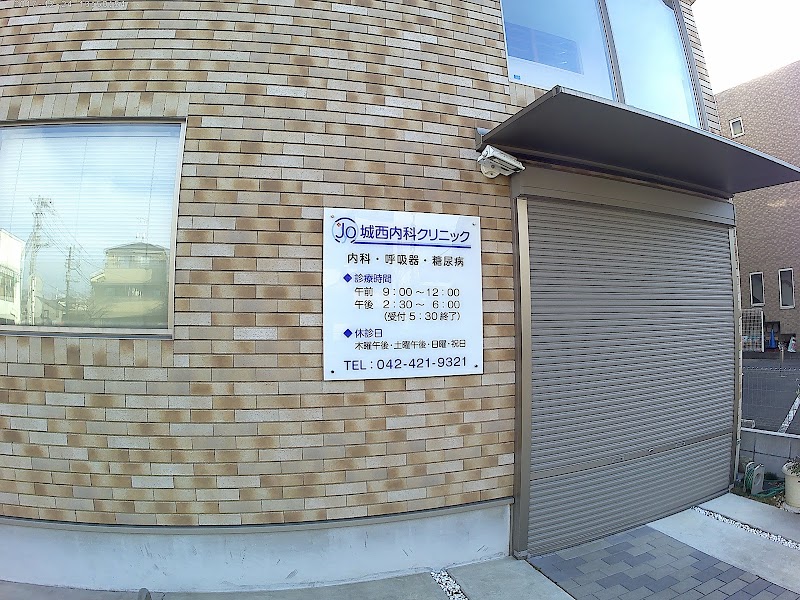 Jo 城西内科クリニック
内科・呼吸器・糖尿病
◆診療時間
午前 9:00～12:00
午後 2:30～ 6:00
(受付 5:30 終了)
◆休診日
木曜午後・土曜午後・日曜・祝日
TEL:042-421-9321